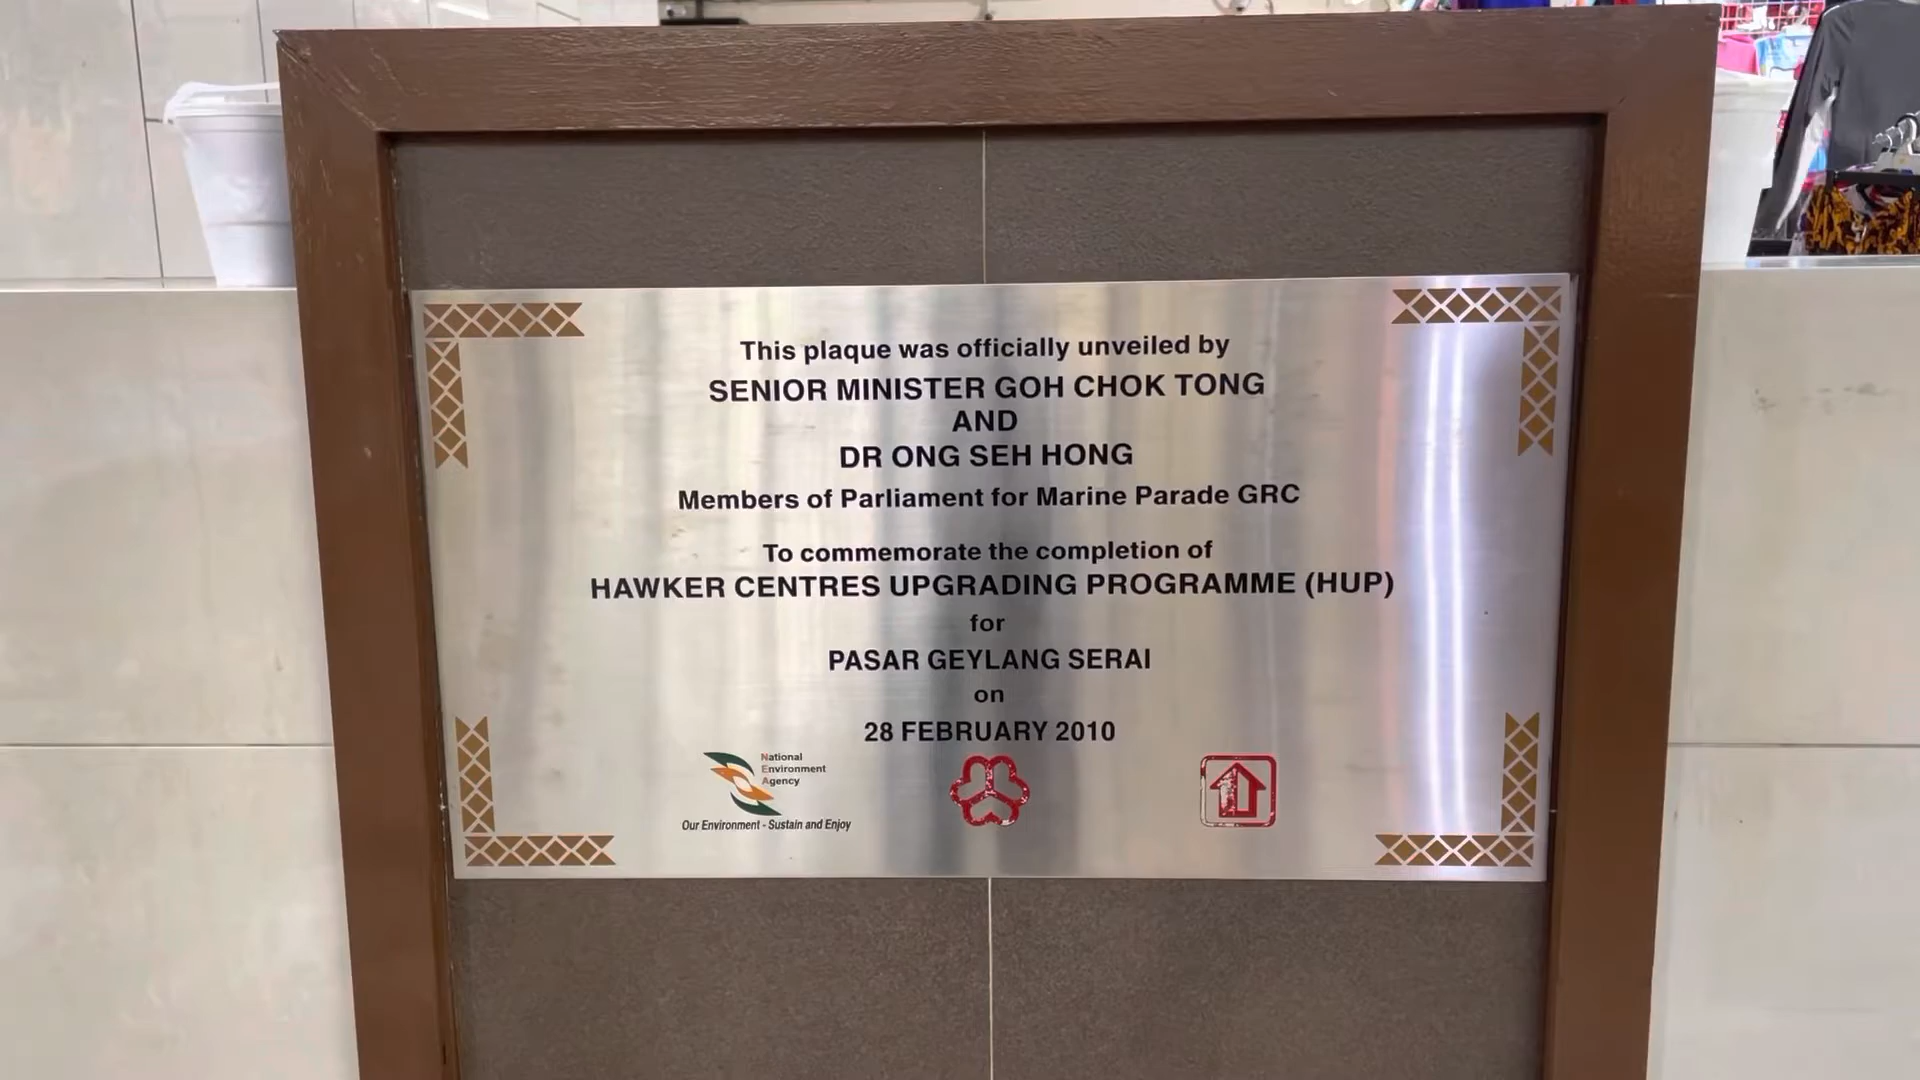 This plaque was officially unveiled by
SENIOR MINISTER GOH CHOK TONG
AND
DR ONG SEH HONG
Members of Parliament for Marine Parade GRC
To commemorate the completion of
HAWKER CENTRES UPGRADING PROGRAMME (HUP)
for
PASAR GEYLANG SERAI
on
28 FEBRUARY 2010
National
Environment
Agency
Our Environment - Sustain and Enjoy